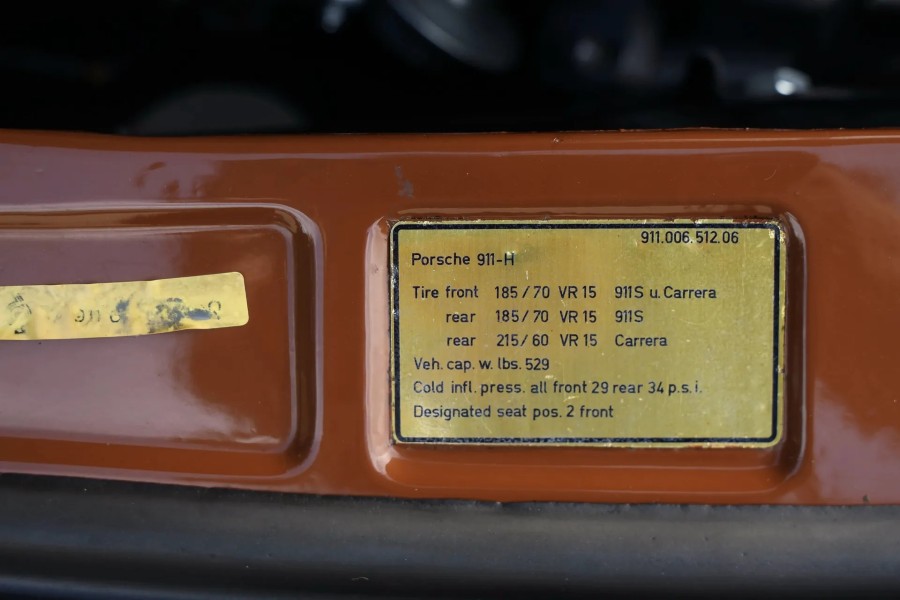 911.006.512.06
Porsche 911-H
Tire front 185/70 VR 15 911S u. Carrera
rear 185/70 VR 15 911S
rear 215/60 VR 15 Carrera
Veh. cap. w. lbs. 529
Cold infl. press. all front 29 rear 34 p.s.i.
Designated seat pos. 2 front